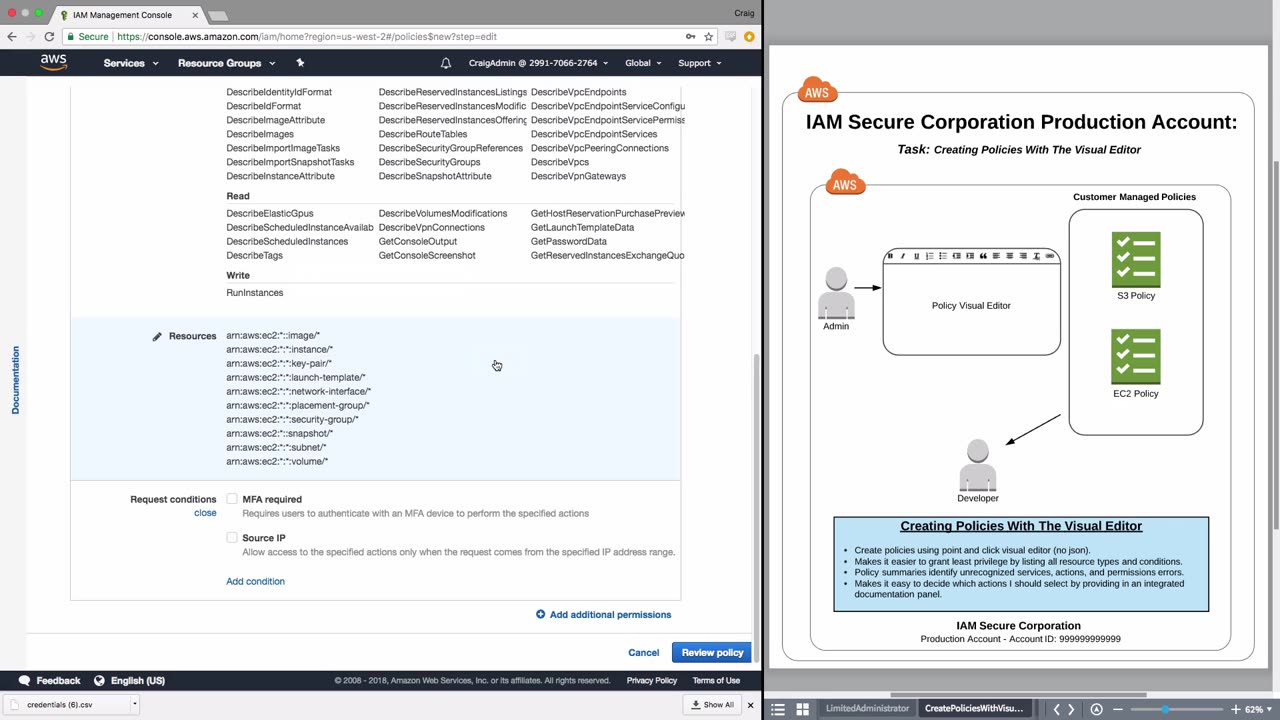 IAM Management Console
Craig
Secure | https://console.aws.amazon.com/iam/home?region=us-west-2#/policies$new?step=edit
aws Services Resource Groups CraigAdmin @ 2991-7066-2764 Global Support
DescribeIdentityIdFormat DescribeReservedInstancesListings DescribeVpcEndpoints
DescribeIdFormat DescribeReservedInstancesModific DescribeVpcEndpointServiceConfigu
DescribeImageAttribute DescribeReservedInstancesOffering DescribeVpcEndpointServicePermiss
DescribeImages DescribeRouteTables DescribeVpcEndpointServices
DescribeImportImageTasks DescribeSecurityGroupReferences DescribeVpcPeeringConnections
DescribeImportSnapshotTasks DescribeSecurityGroups DescribeVpcs
DescribeInstanceAttribute DescribeSnapshotAttribute DescribeVpnGateways
Read
DescribeElasticGpus DescribeVolumesModifications GetHostReservationPurchasePreview
DescribeScheduledInstanceAvailab DescribeVpnConnections GetLaunchTemplateData
DescribeScheduledInstances GetConsoleOutput GetPasswordData
DescribeTags GetConsoleScreenshot GetReservedInstancesExchangeQuo
Write
RunInstances
Documentation
Resources arn:aws:ec2:*::image/*
arn:aws:ec2:*:*:instance/*
arn:aws:ec2:*:*:key-pair/*
arn:aws:ec2:*:*:launch-template/*
arn:aws:ec2:*:*:network-interface/*
arn:aws:ec2:*:*:placement-group/*
arn:aws:ec2:*:*:security-group/*
arn:aws:ec2:*::snapshot/*
arn:aws:ec2:*:*:subnet/*
arn:aws:ec2:*:*:volume/*
Request conditions MFA required
close Requires users to authenticate with an MFA device to perform the specified actions
Source IP
Allow access to the specified actions only when the request comes from the specified IP address range.
Add condition
Add additional permissions
Cancel Review policy
Feedback English (US) © 2008 - 2018, Amazon Web Services, Inc. or its affiliates. All rights reserved. Privacy Policy Terms of Use
credentials (6).csv Show All
AWS
IAM Secure Corporation Production Account:
Task: Creating Policies With The Visual Editor
AWS
Customer Managed Policies
B I U
Policy Visual Editor
S3 Policy
Admin
EC2 Policy
Developer
Creating Policies With The Visual Editor
• Create policies using point and click visual editor (no json).
• Makes it easier to grant least privilege by listing all resource types and conditions.
• Policy summaries identify unrecognized services, actions, and permissions errors.
• Makes it easy to decide which actions I should select by providing in an integrated
documentation panel.
IAM Secure Corporation
Production Account - Account ID: 999999999999
LimitedAdministrator CreatePoliciesWithVisu... 62%